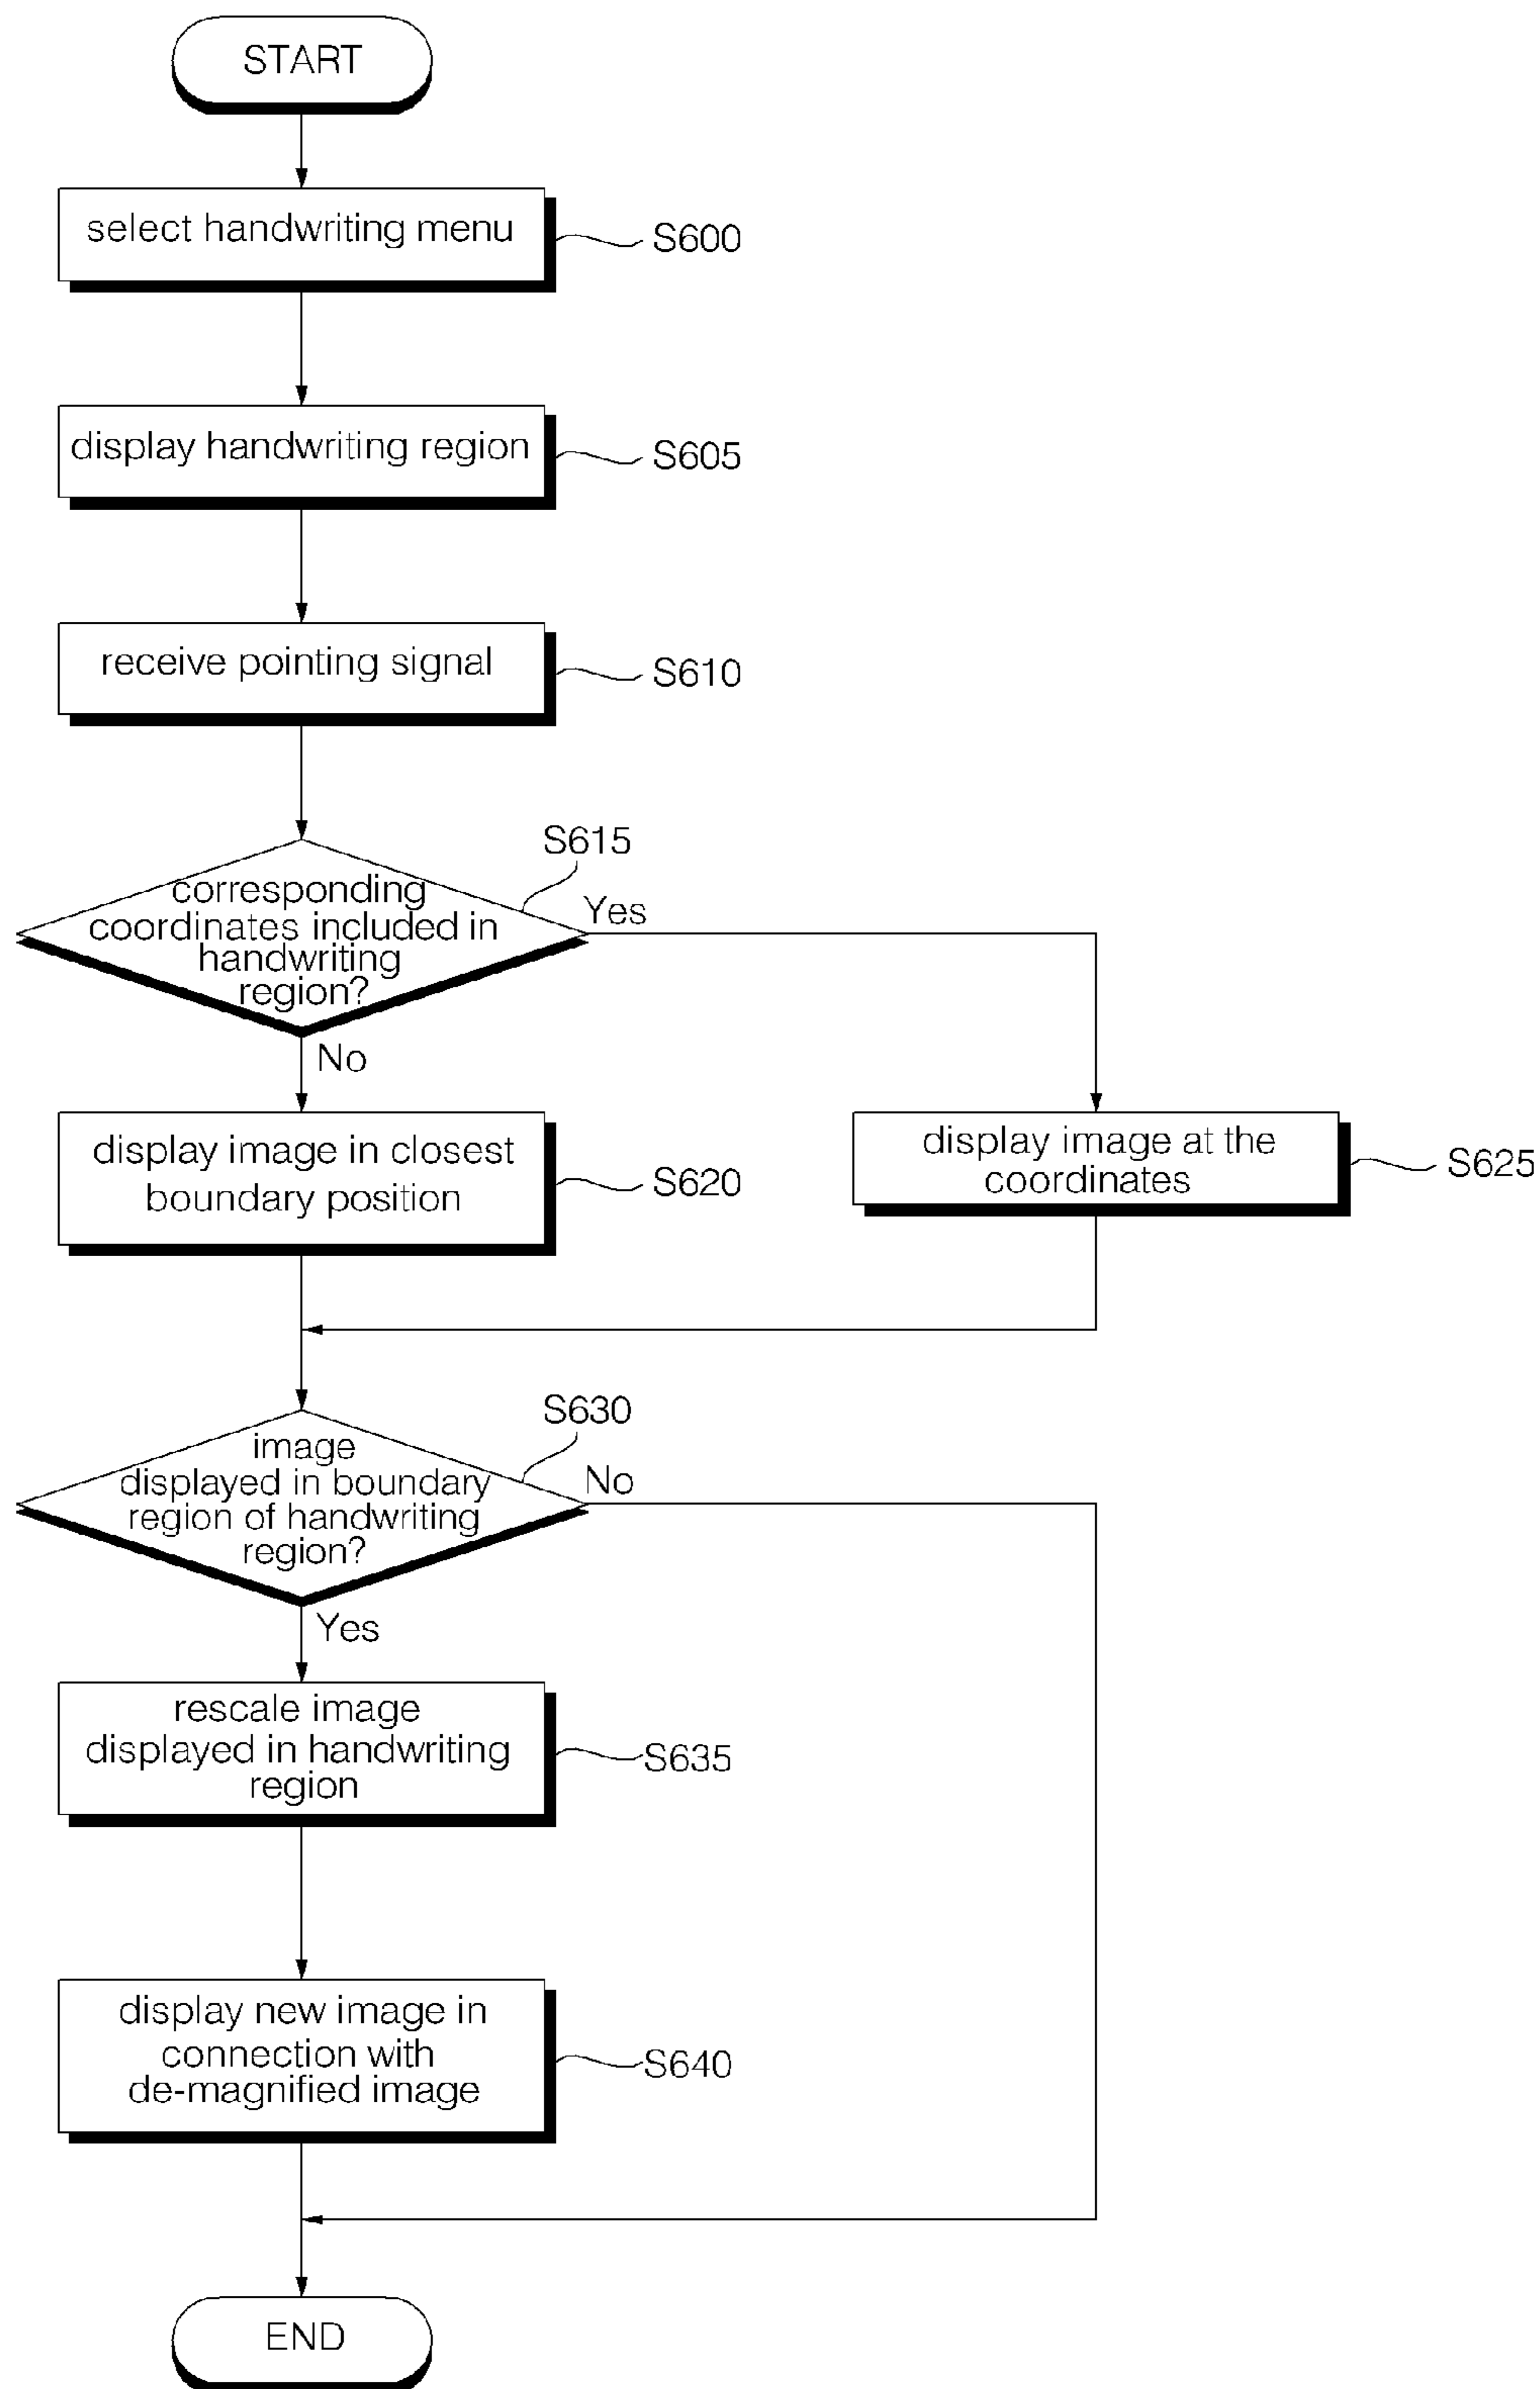 START
select handwriting menu
S600
display handwriting region
S605
receive pointing signal
S610
S615
corresponding
coordinates included in
handwriting
region?
Yes
No
display image in closest
boundary position
S620
display image at the
coordinates
S625
S630
image
displayed in boundary
region of handwriting
region?
No
Yes
rescale image
displayed in handwriting
region
S635
display new image in
connection with
de-magnified image
S640
END